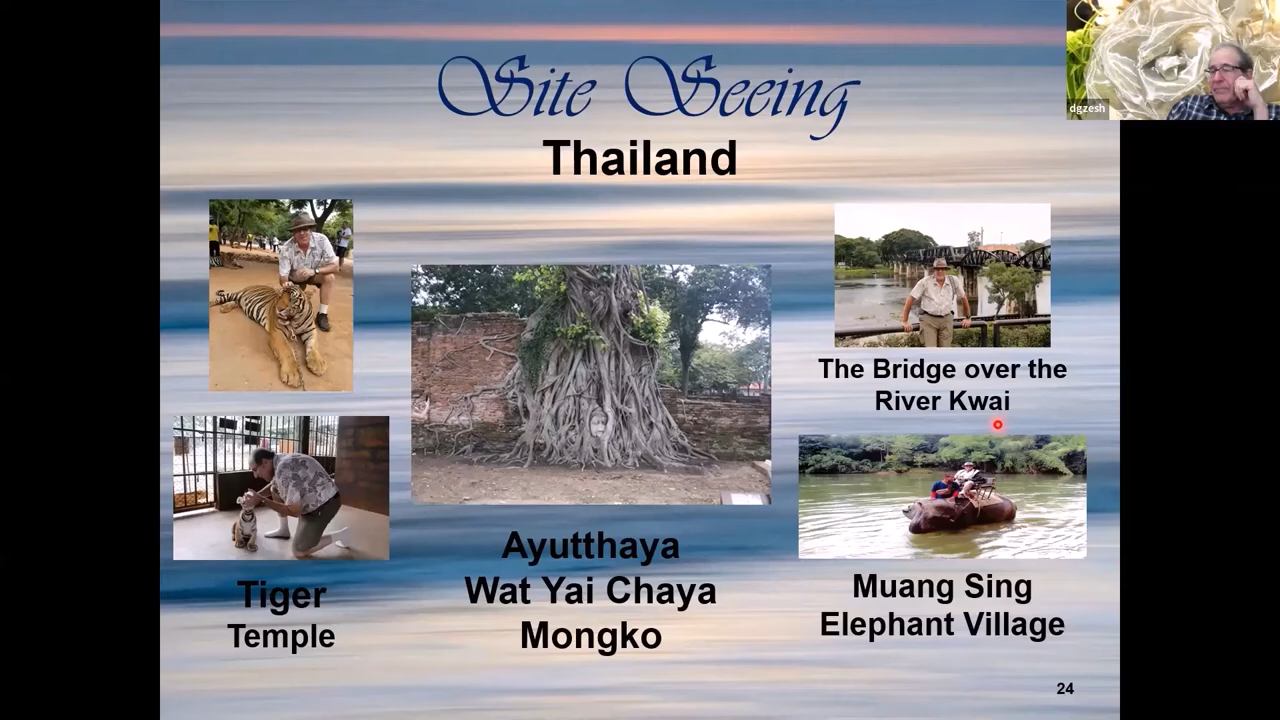 Site Seeing
Thailand
dgzesh
The Bridge over the
River Kwai
Ayutthaya
Wat Yai Chaya
Mongko
Tiger
Temple
Muang Sing
Elephant Village
24